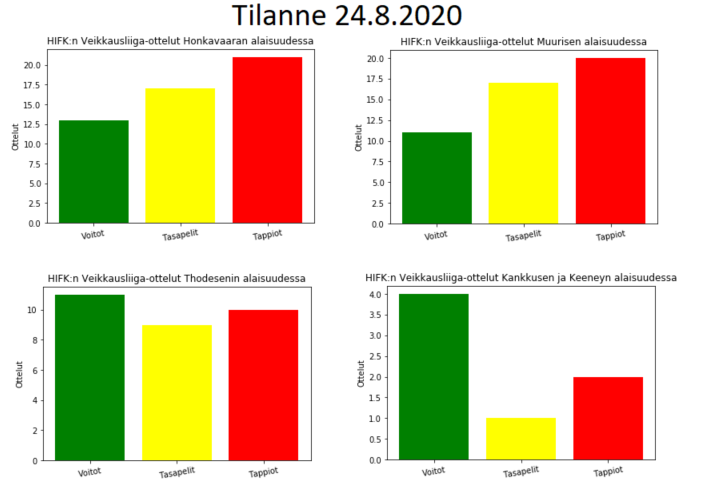 Tilanne 24.8.2020
HIFK:n Veikkausliiga-ottelut Honkavaaran alaisuudessa
20.0
17.5
15.0
12.5
10.0
7.5
5.0
2.5
0.0
Ottelut
Voitot
Tasapelit
Tappiot
HIFK:n Veikkausliiga-ottelut Muurisen alaisuudessa
20.0
17.5
15.0
12.5
10.0
7.5
5.0
2.5
0.0
Ottelut
Voitot
Tasapelit
Tappiot
HIFK:n Veikkausliiga-ottelut Thodesenin alaisuudessa
10
8
6
4
2
0
Ottelut
Voitot
Tasapelit
Tappiot
HIFK:n Veikkausliiga-ottelut Kankkusen ja Keeneyn alaisuudessa
4.0
3.5
3.0
2.5
2.0
1.5
1.0
0.5
0.0
Ottelut
Voitot
Tasapelit
Tappiot